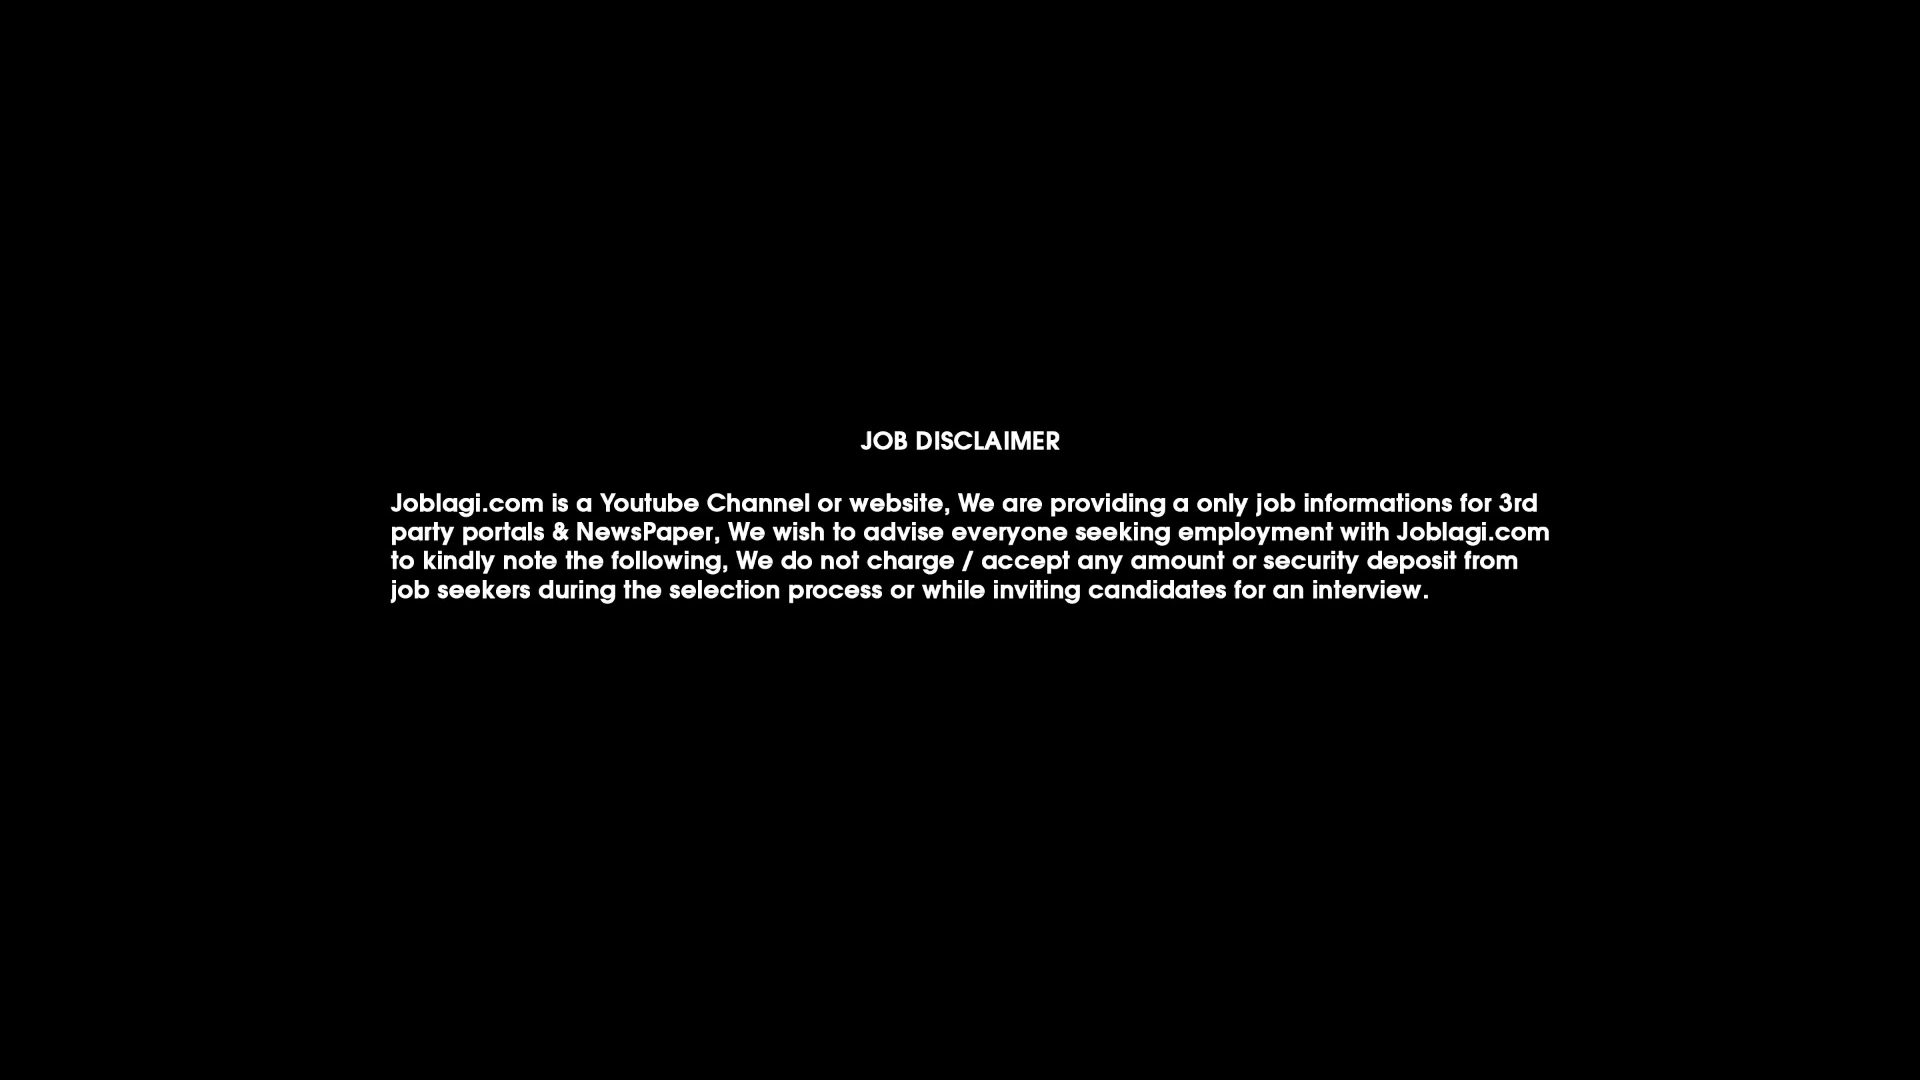 JOB DISCLAIMER
Joblagi.com is a Youtube Channel or website, We are providing a only job informations for 3rd
party portals & NewsPaper, We wish to advise everyone seeking employment with Joblagi.com
to kindly note the following, We do not charge / accept any amount or security deposit from
job seekers during the selection process or while inviting candidates for an interview.